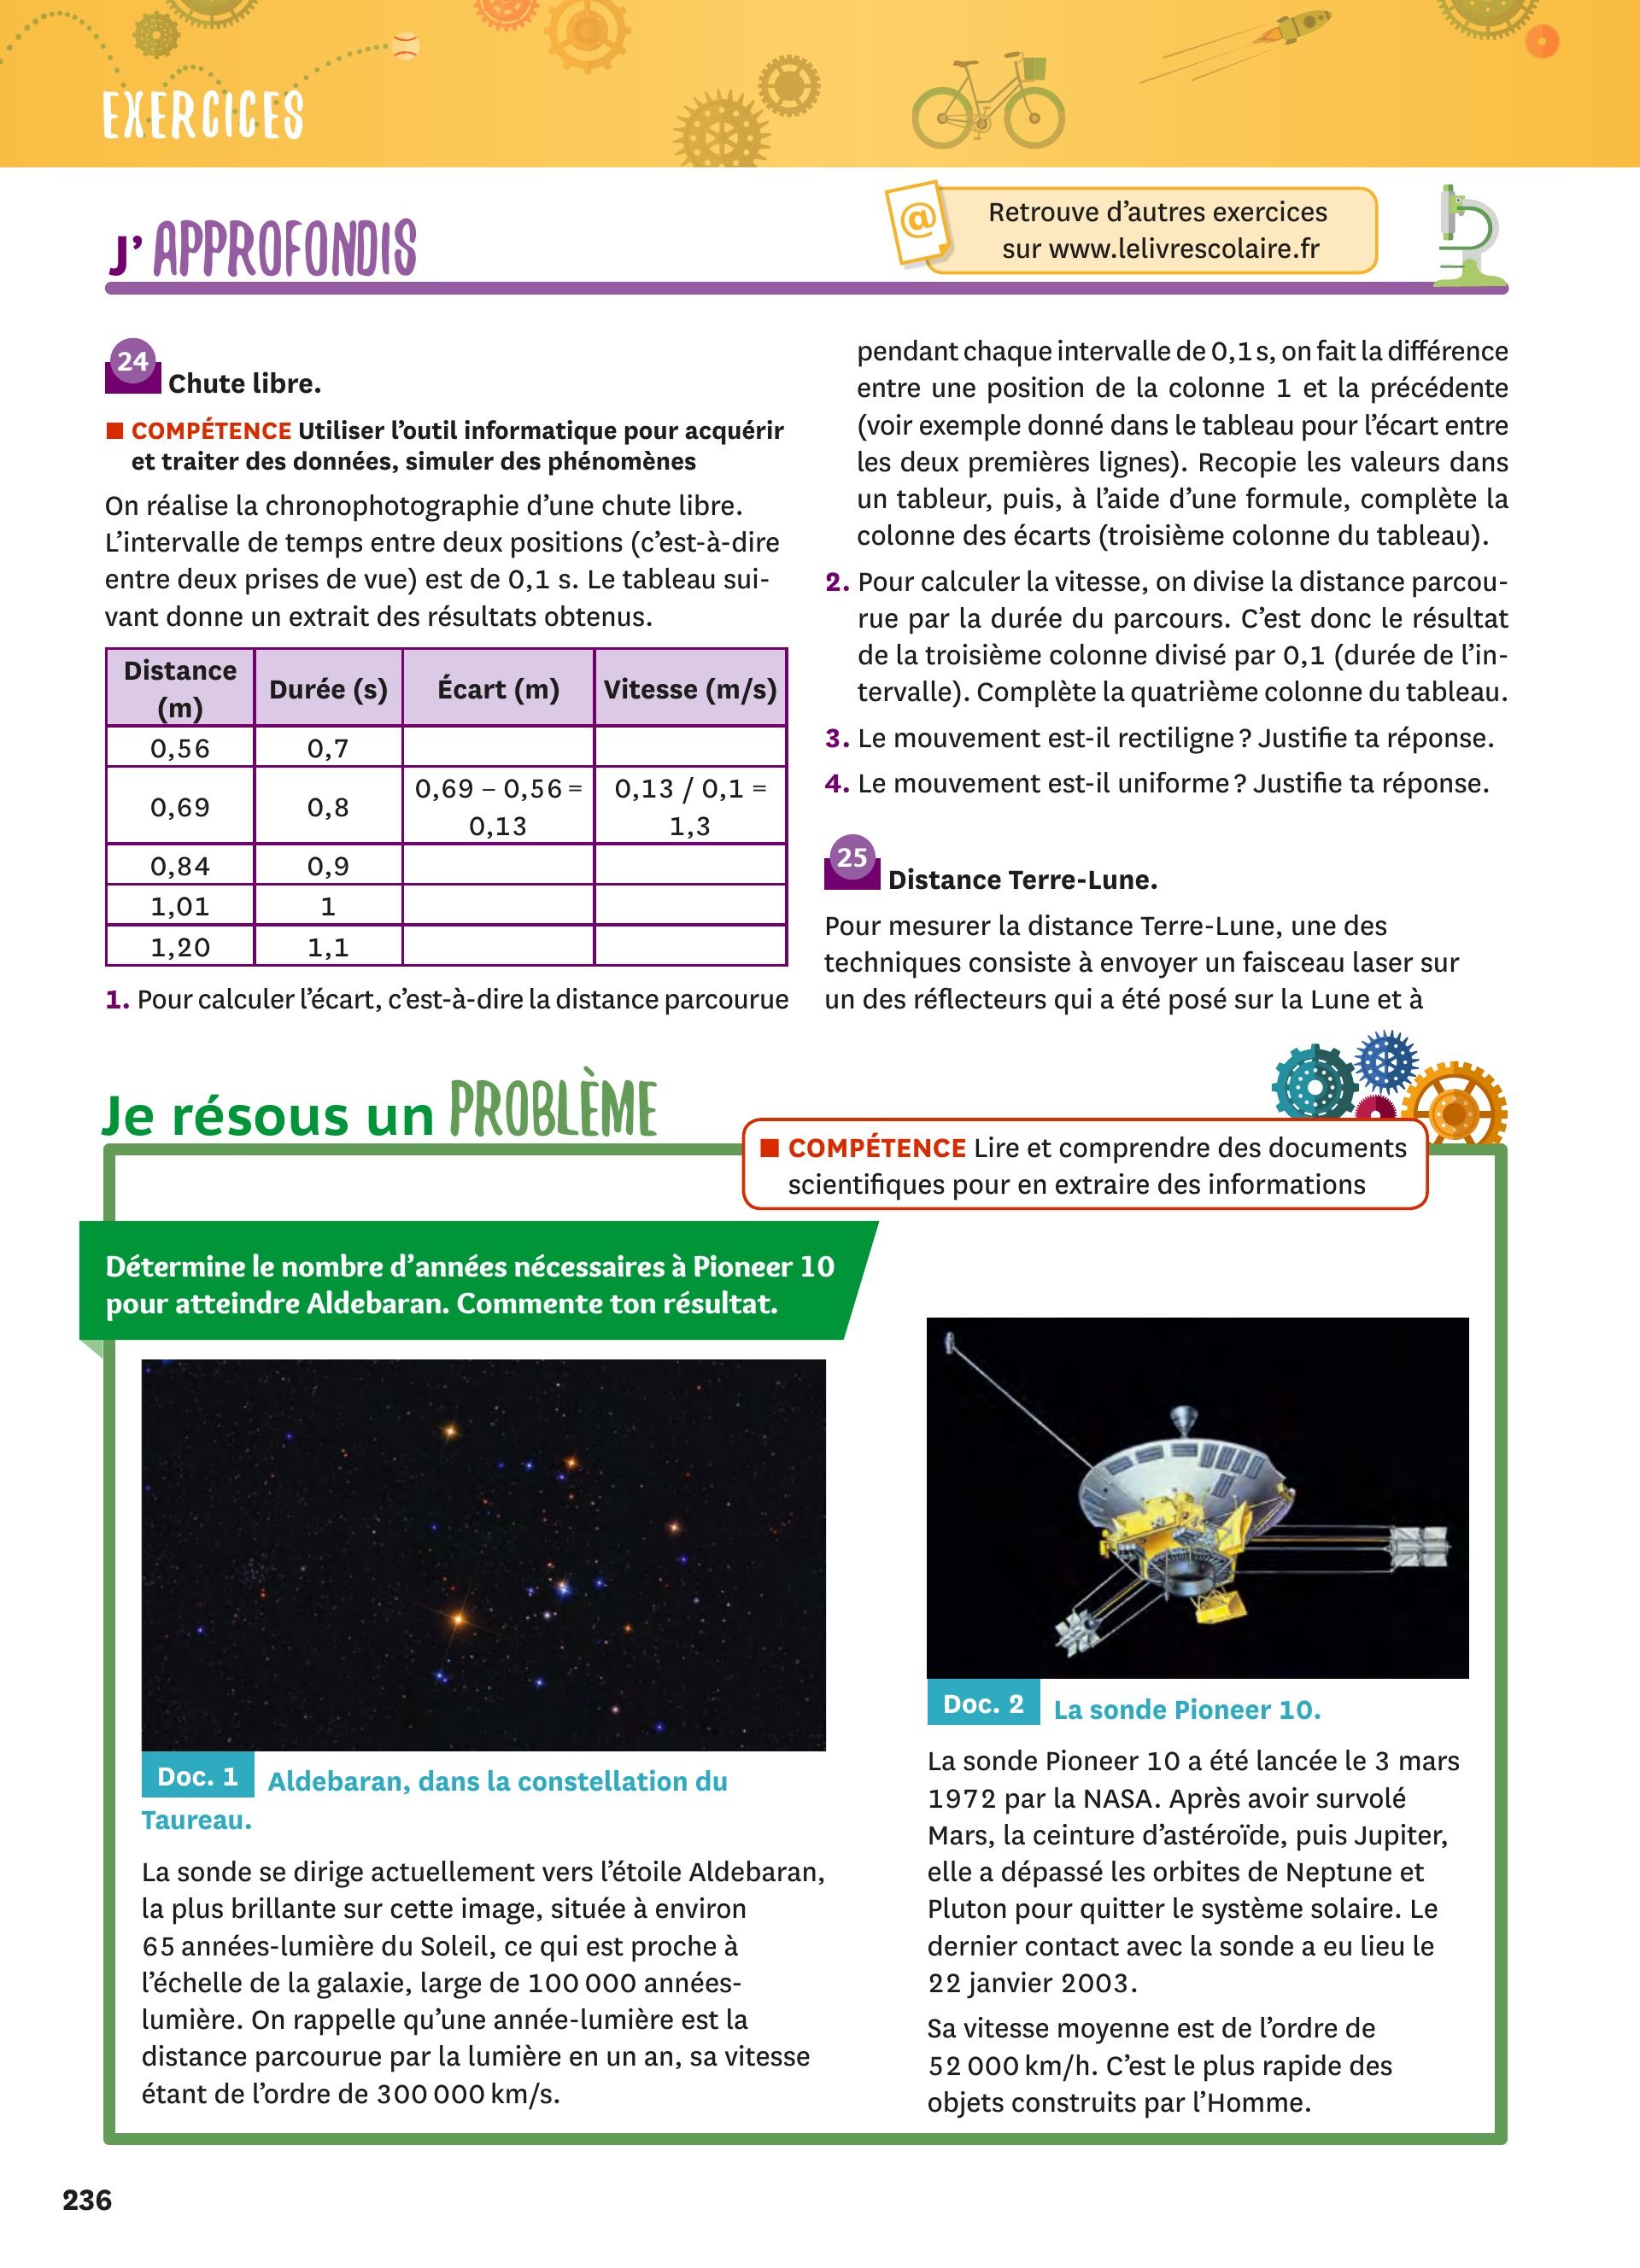 EXERCICES
J’APPROFONDIS
@
Retrouve d’autres exercices
sur www.lelivrescolaire.fr
24 Chute libre.
■ COMPÉTENCE Utiliser l’outil informatique pour acquérir
et traiter des données, simuler des phénomènes
On réalise la chronophotographie d’une chute libre.
L’intervalle de temps entre deux positions (c’est-à-dire
entre deux prises de vue) est de 0,1 s. Le tableau sui-
vant donne un extrait des résultats obtenus.
Distance
(m)
Durée (s)
Écart (m)
Vitesse (m/s)
0,56 0,7
0,69
0,8
0,69 – 0,56 =
0,13
0,13 / 0,1 =
1,3
0,84 0,9
1,01 1
1,20 1,1
1. Pour calculer l’écart, c’est-à-dire la distance parcourue
pendant chaque intervalle de 0,1 s, on fait la différence
entre une position de la colonne 1 et la précédente
(voir exemple donné dans le tableau pour l’écart entre
les deux premières lignes). Recopie les valeurs dans
un tableur, puis, à l’aide d’une formule, complète la
colonne des écarts (troisième colonne du tableau).
2. Pour calculer la vitesse, on divise la distance parcou-
rue par la durée du parcours. C’est donc le résultat
de la troisième colonne divisé par 0,1 (durée de l’in-
tervalle). Complète la quatrième colonne du tableau.
3. Le mouvement est-il rectiligne ? Justifie ta réponse.
4. Le mouvement est-il uniforme ? Justifie ta réponse.
25 Distance Terre-Lune.
Pour mesurer la distance Terre-Lune, une des
techniques consiste à envoyer un faisceau laser sur
un des réflecteurs qui a été posé sur la Lune et à
Je résous un PROBLÈME
■ COMPÉTENCE Lire et comprendre des documents
scientifiques pour en extraire des informations
Détermine le nombre d’années nécessaires à Pioneer 10
pour atteindre Aldebaran. Commente ton résultat.
Doc. 1 Aldebaran, dans la constellation du
Taureau.
La sonde se dirige actuellement vers l’étoile Aldebaran,
la plus brillante sur cette image, située à environ
65 années-lumière du Soleil, ce qui est proche à
l’échelle de la galaxie, large de 100 000 années-
lumière. On rappelle qu’une année-lumière est la
distance parcourue par la lumière en un an, sa vitesse
étant de l’ordre de 300 000 km/s.
Doc. 2 La sonde Pioneer 10.
La sonde Pioneer 10 a été lancée le 3 mars
1972 par la NASA. Après avoir survolé
Mars, la ceinture d’astéroïde, puis Jupiter,
elle a dépassé les orbites de Neptune et
Pluton pour quitter le système solaire. Le
dernier contact avec la sonde a eu lieu le
22 janvier 2003.
Sa vitesse moyenne est de l’ordre de
52 000 km/h. C’est le plus rapide des
objets construits par l’Homme.
236